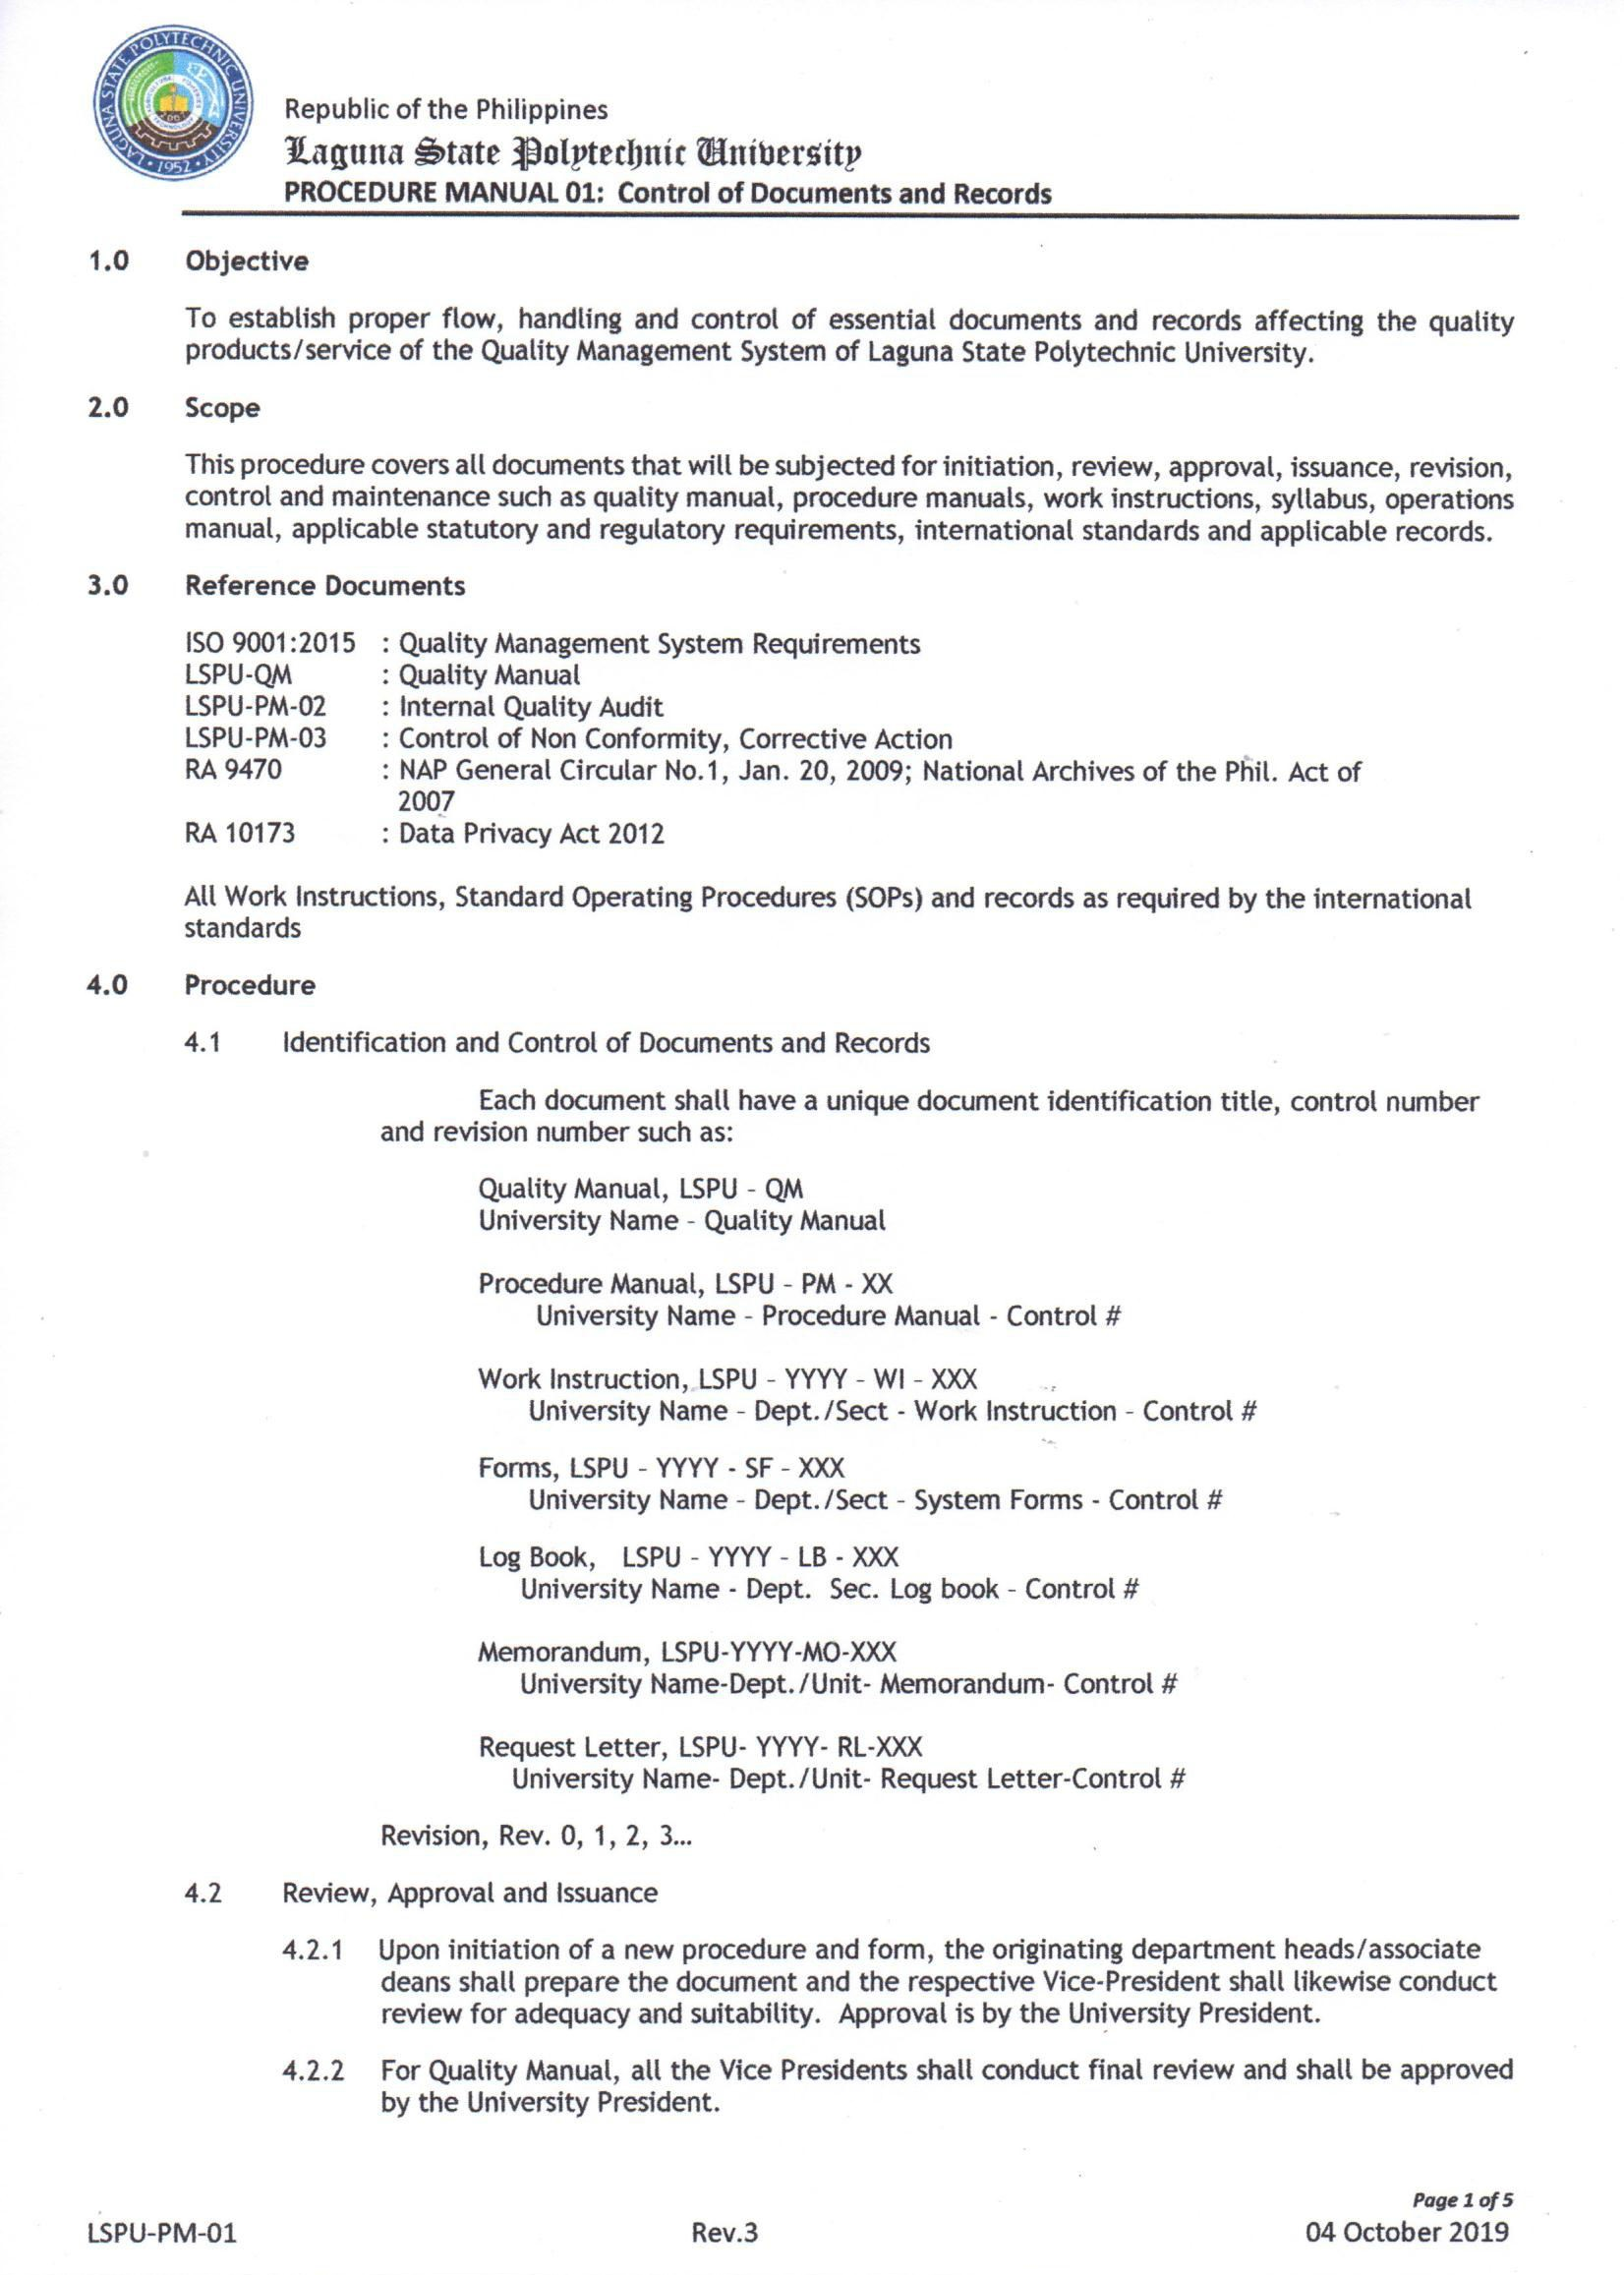 LAGUNA STATE POLYTECHNIC UNIVERSITY
• 1952 •
Republic of the Philippines
Laguna State Polytechnic University
PROCEDURE MANUAL 01: Control of Documents and Records
1.0 Objective
To establish proper flow, handling and control of essential documents and records affecting the quality
products/service of the Quality Management System of Laguna State Polytechnic University.
2.0 Scope
This procedure covers all documents that will be subjected for initiation, review, approval, issuance, revision,
control and maintenance such as quality manual, procedure manuals, work instructions, syllabus, operations
manual, applicable statutory and regulatory requirements, international standards and applicable records.
3.0 Reference Documents
ISO 9001:2015 : Quality Management System Requirements
LSPU-QM : Quality Manual
LSPU-PM-02 : Internal Quality Audit
LSPU-PM-03 : Control of Non Conformity, Corrective Action
RA 9470 : NAP General Circular No.1, Jan. 20, 2009; National Archives of the Phil. Act of
2007
RA 10173 : Data Privacy Act 2012
All Work Instructions, Standard Operating Procedures (SOPs) and records as required by the international
standards
4.0 Procedure
4.1 Identification and Control of Documents and Records
Each document shall have a unique document identification title, control number
and revision number such as:
Quality Manual, LSPU - QM
University Name - Quality Manual
Procedure Manual, LSPU - PM - XX
University Name - Procedure Manual - Control #
Work Instruction, LSPU - YYYY - WI - XXX
University Name - Dept./Sect - Work Instruction - Control #
Forms, LSPU - YYYY - SF - XXX
University Name - Dept./Sect - System Forms - Control #
Log Book, LSPU - YYYY - LB - XXX
University Name - Dept. Sec. Log book - Control #
Memorandum, LSPU-YYYY-MO-XXX
University Name-Dept./Unit- Memorandum- Control #
Request Letter, LSPU- YYYY- RL-XXX
University Name- Dept./Unit- Request Letter-Control #
Revision, Rev. 0, 1, 2, 3...
4.2 Review, Approval and Issuance
4.2.1 Upon initiation of a new procedure and form, the originating department heads/associate
deans shall prepare the document and the respective Vice-President shall likewise conduct
review for adequacy and suitability. Approval is by the University President.
4.2.2 For Quality Manual, all the Vice Presidents shall conduct final review and shall be approved
by the University President.
Page 1 of 5
LSPU-PM-01 Rev.3 04 October 2019